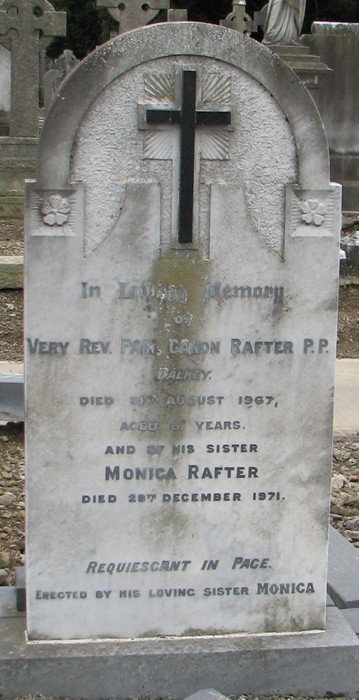 In Loving Memory
OF
VERY REV. CANON RAFTER P.P.
DALKEY.
DIED AUGUST 1967,
AGED YEARS.
AND OF HIS SISTER
MONICA RAFTER
DIED 28TH DECEMBER 1971.
REQUIESCANT IN PACE.
ERECTED BY HIS LOVING SISTER MONICA